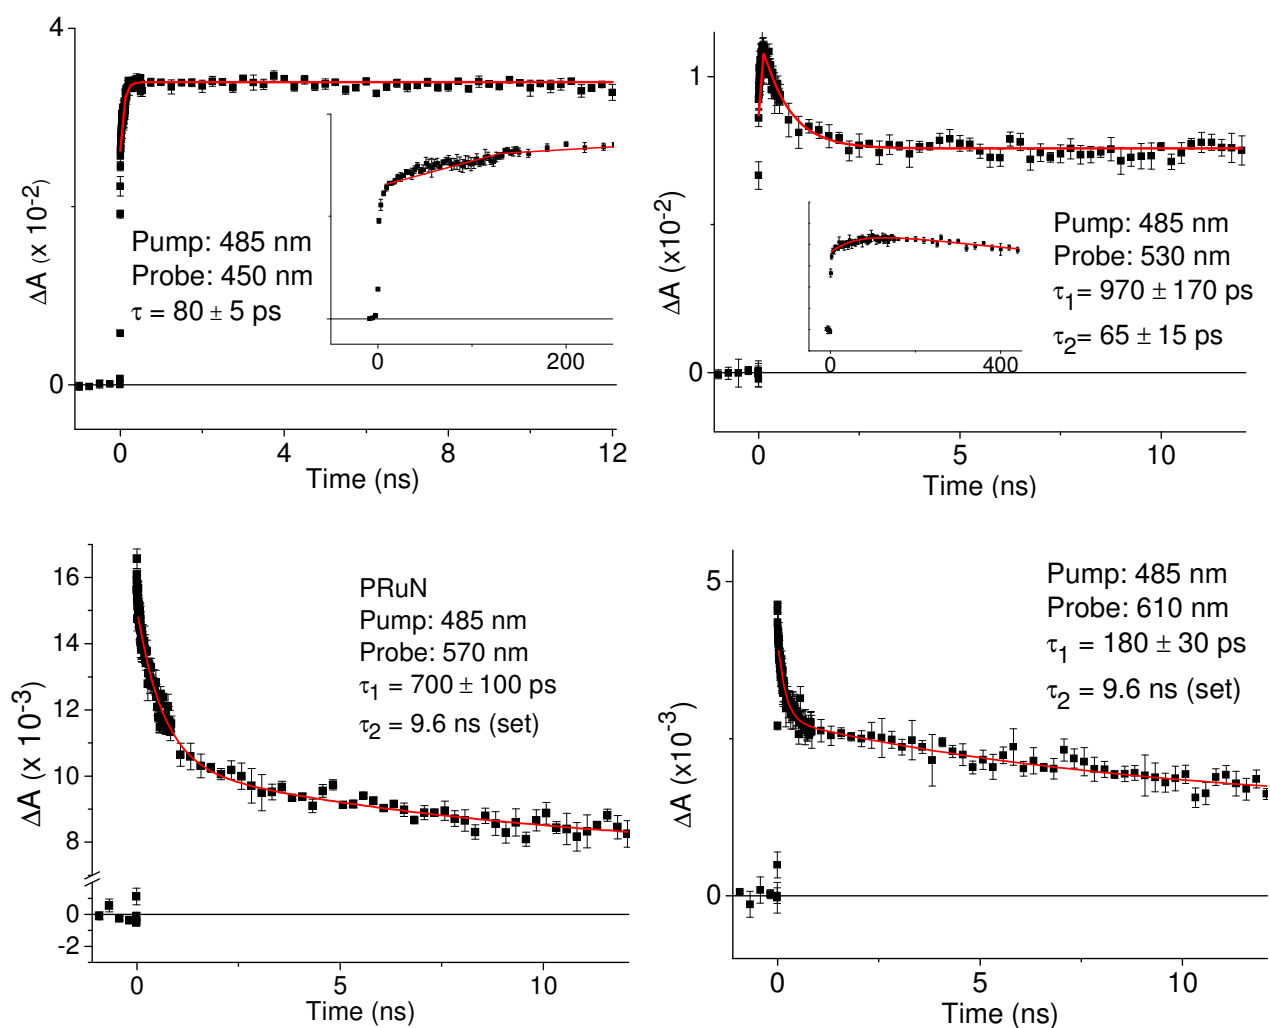 4
0
ΔA (x 10-2)
Pump: 485 nm
Probe: 450 nm
τ = 80 ± 5 ps
0 200
0 4 8 12
Time (ns)
1
0
ΔA (x10-2)
Pump: 485 nm
Probe: 530 nm
τ1= 970 ± 170 ps
τ2= 65 ± 15 ps
0 400
0 5 10
Time (ns)
16
14
12
10
8
0
-2
ΔA (x 10-3)
PRuN
Pump: 485 nm
Probe: 570 nm
τ1 = 700 ± 100 ps
τ2 = 9.6 ns (set)
0 5 10
Time (ns)
5
0
ΔA (x10-3)
Pump: 485 nm
Probe: 610 nm
τ1 = 180 ± 30 ps
τ2 = 9.6 ns (set)
0 5 10
Time (ns)